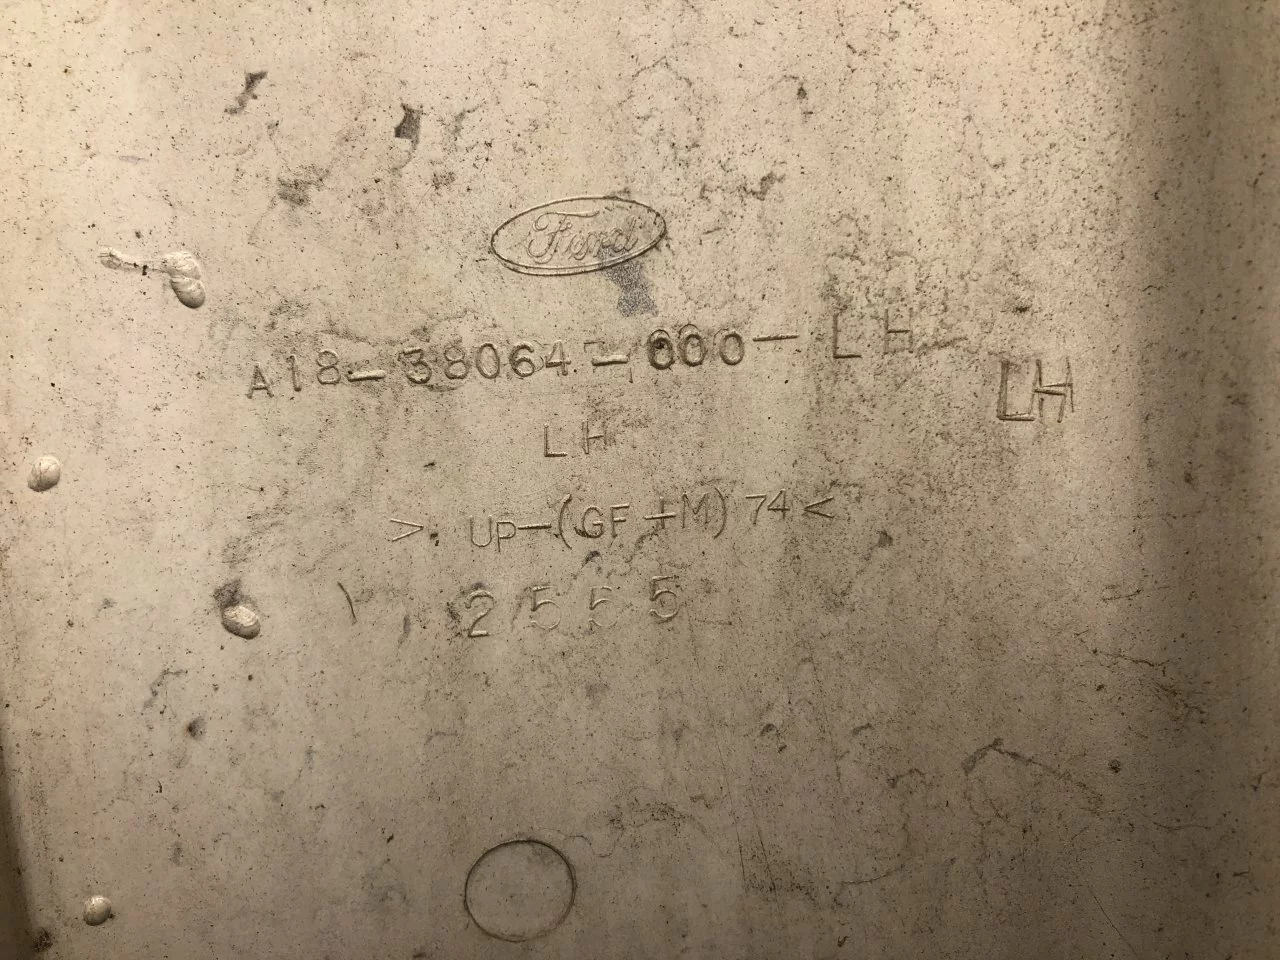 Ford
A18-38064-000-LH
LH
LH
>UP-(GF+M)74<
2555